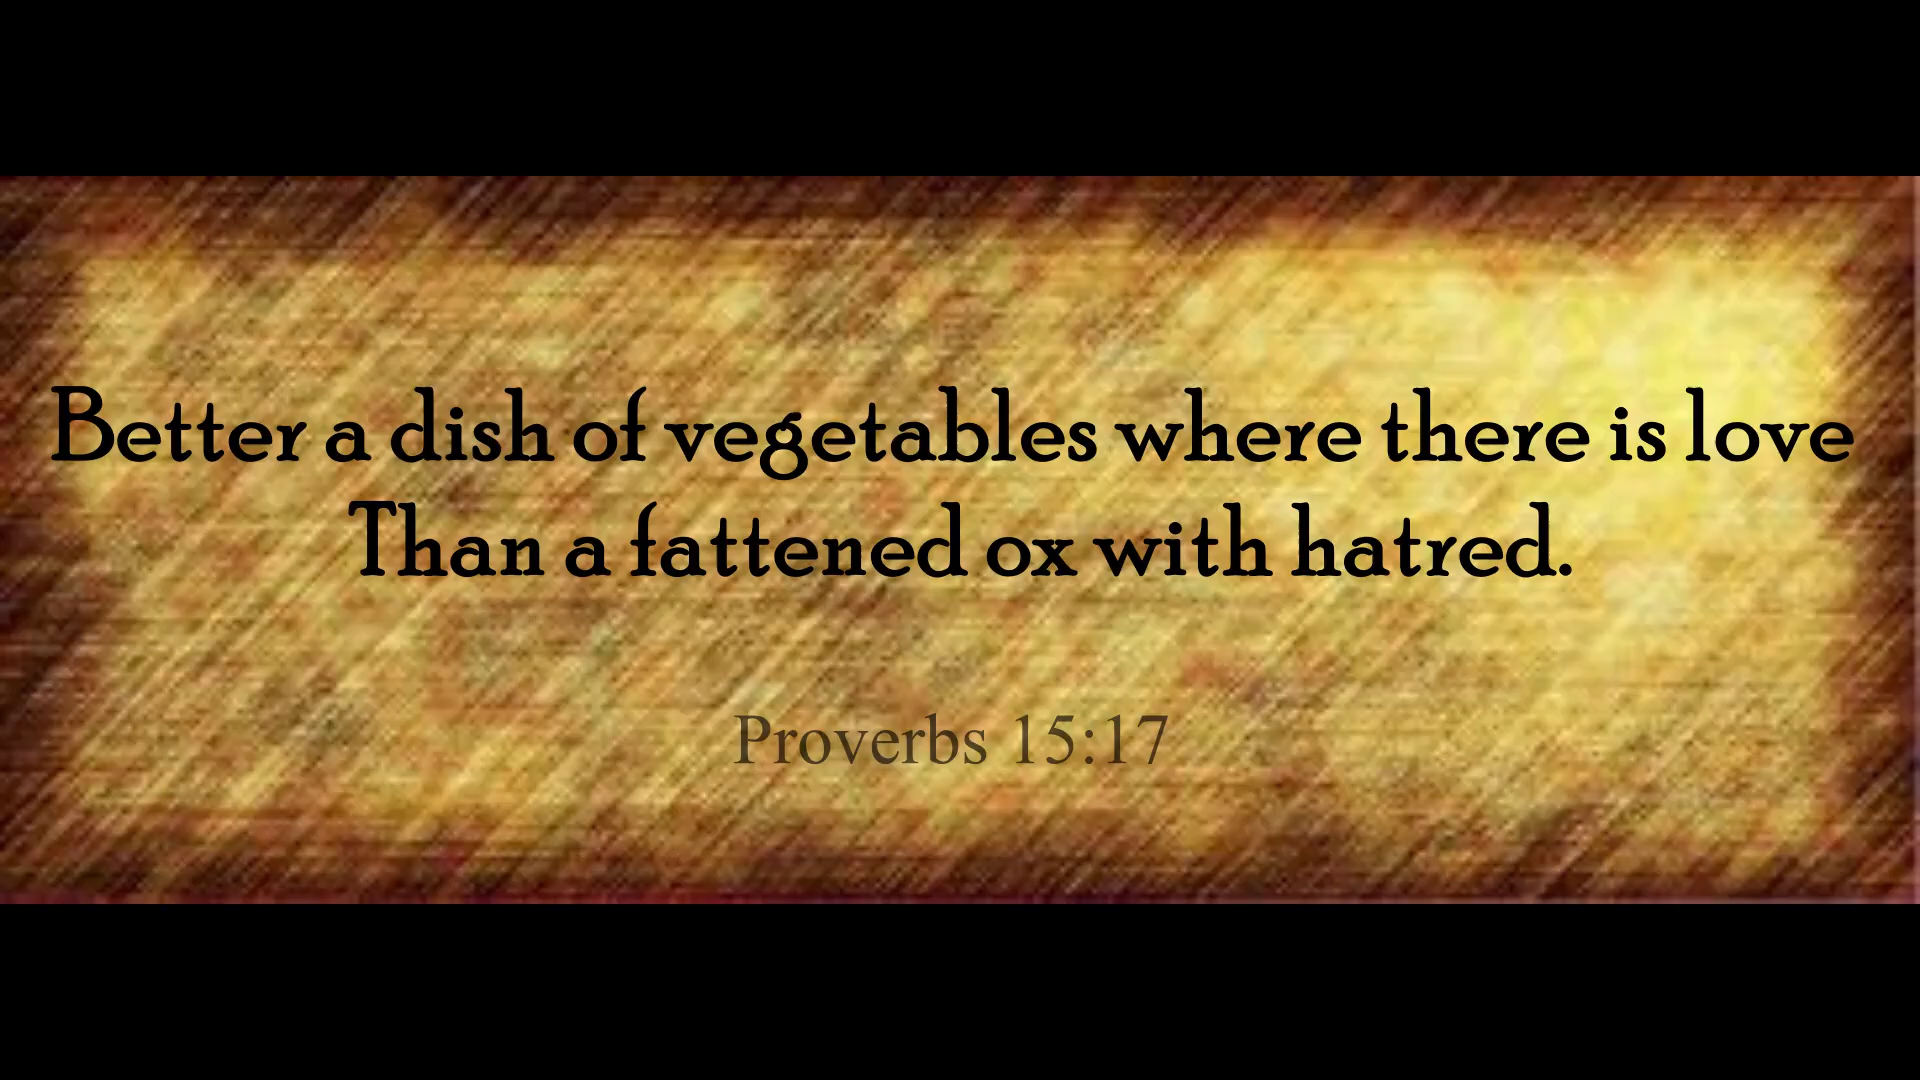 Better a dish of vegetables where there is love
Than a fattened ox with hatred.
Proverbs 15:17